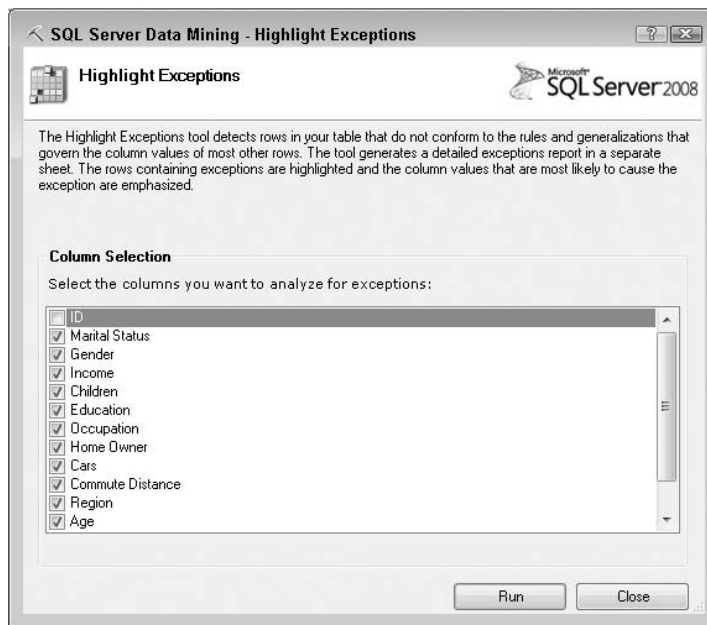 SQL Server Data Mining - Highlight Exceptions
?
Highlight Exceptions
Microsoft®
SQL Server 2008
The Highlight Exceptions tool detects rows in your table that do not conform to the rules and generalizations that
govern the column values of most other rows. The tool generates a detailed exceptions report in a separate
sheet. The rows containing exceptions are highlighted and the column values that are most likely to cause the
exception are emphasized.
Column Selection
Select the columns you want to analyze for exceptions:
ID
Marital Status
Gender
Income
Children
Education
Occupation
Home Owner
Cars
Commute Distance
Region
Age
Run
Close